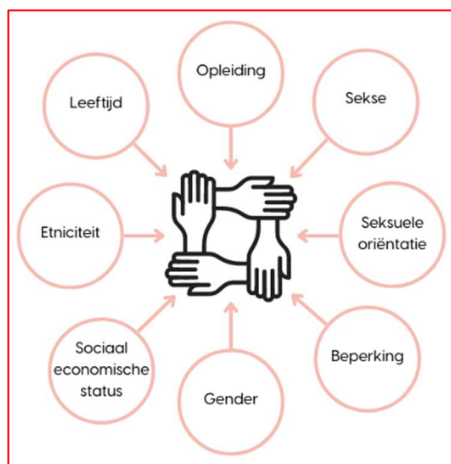 Opleiding
Sekse
Seksuele
oriëntatie
Beperking
Gender
Sociaal
economische
status
Etniciteit
Leeftijd